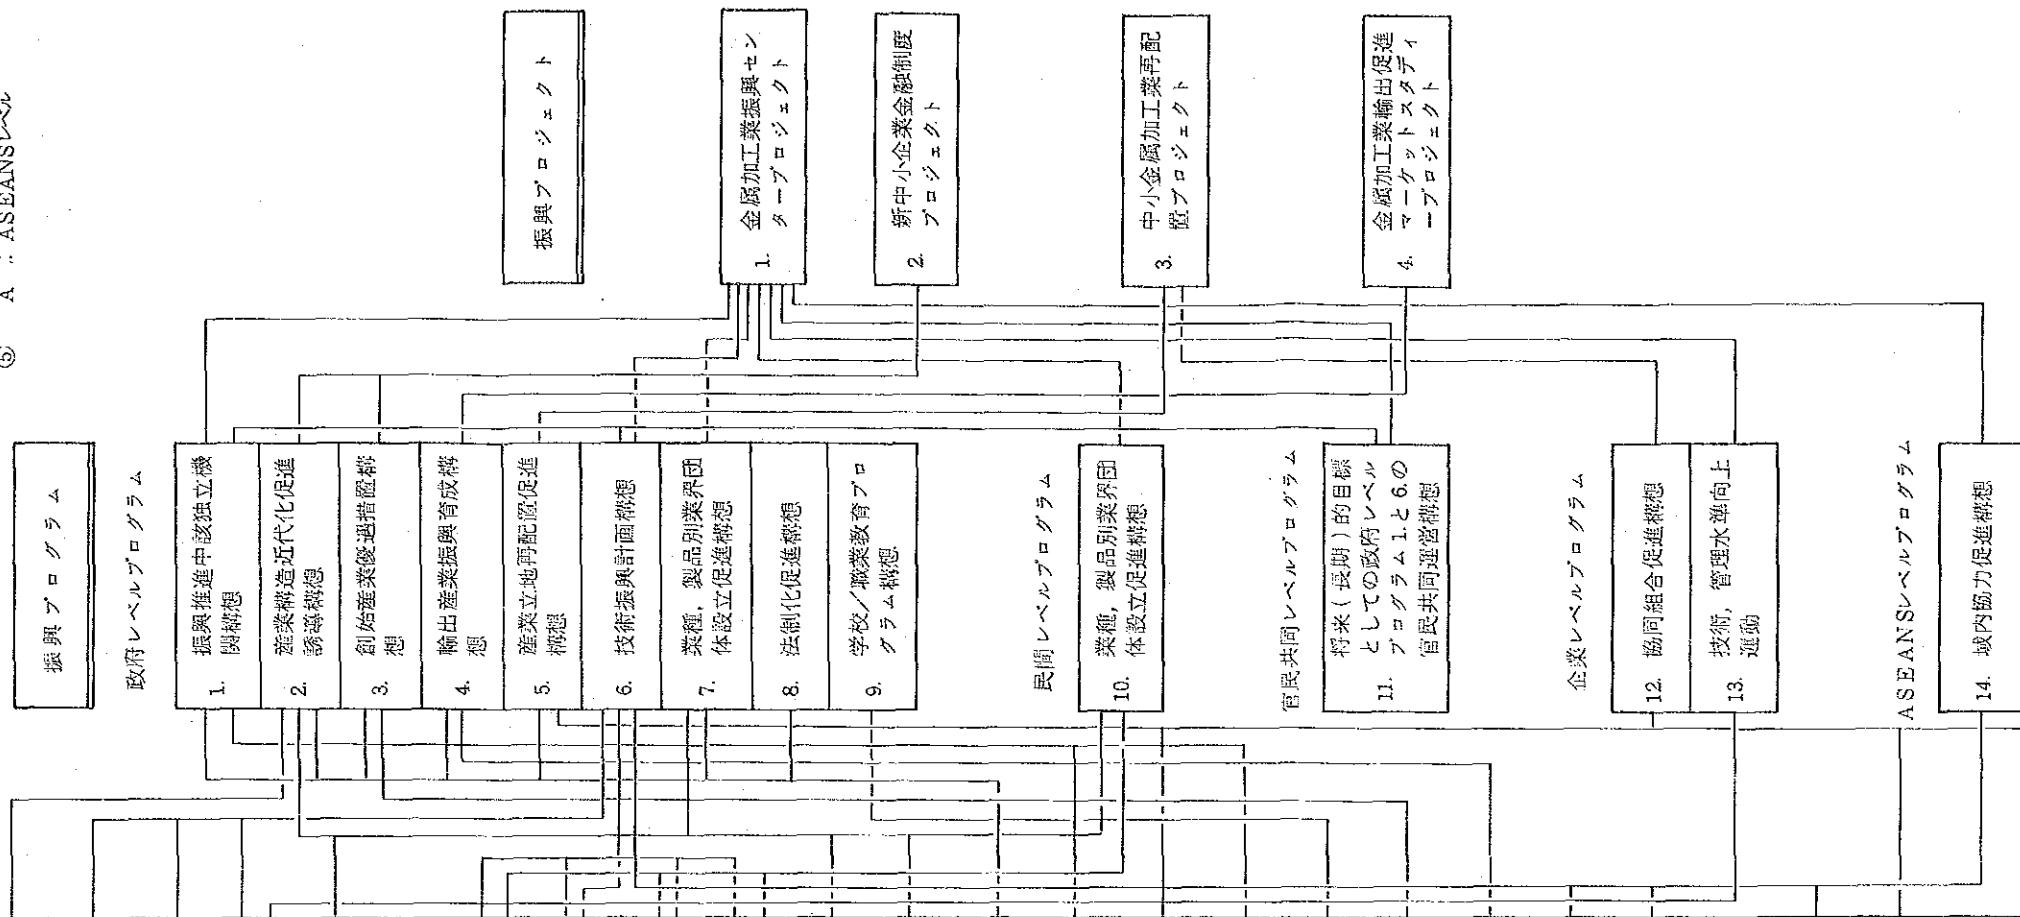 ⑤ A :: ASEANSレベル
振興プログラム
政府レベルプログラム
1. 振興推進中該独立機
関構想
2. 産業構造近代化促進
誘導構想
3. 創始産業優遇措置構
想
4. 輸出産業振興育成構
想
5. 産業立地再配置促進
構想
6. 技術振興計画構想
7. 業種，製品別業界団
体設立促進構想
8. 法制化促進構想
9. 学校／職業教育プロ
グラム構想
民間レベルプログラム
10. 業種，製品別業界団
体設立促進構想
官民共同レベルプログラム
11. 将来（長期）的目標
としての政府レベル
プログラム1.と6.の
官民共同運営構想
企業レベルプログラム
12. 協同組合促進構想
13. 技術，管理水準向上
運動
ASEANSレベルプログラム
14. 域内協力促進構想
振興プロジェクト
1. 金属加工業振興セン
タープロジェクト
2. 新中小企業金融制度
プロジェクト
3. 中小金属加工業再配
置プロジェクト
4. 金属加工業輸出促進
マーケットスタディ
ープロジェクト